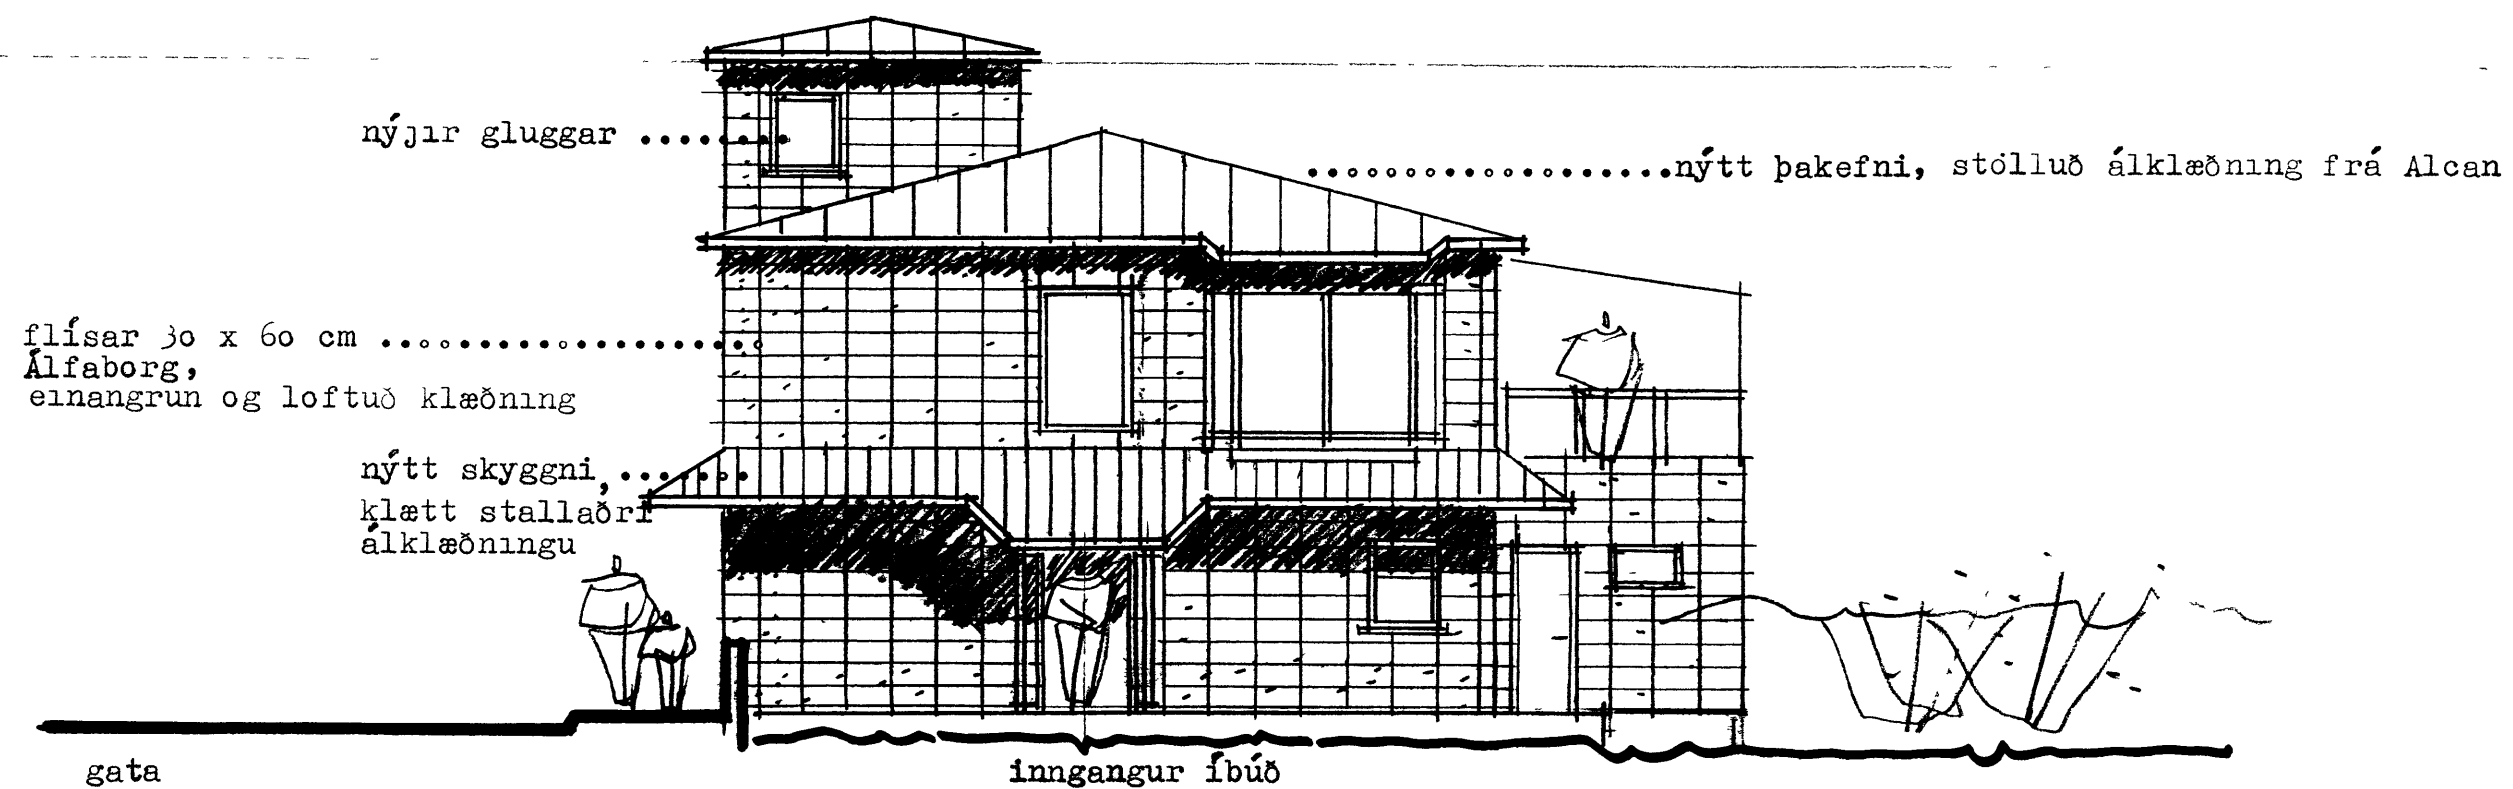 nýjir gluggar
nýtt þakefni, stölluð álklæðning frá Alcan
flísar 30 x 60 cm
Álfaborg,
einangrun og loftuð klæðning
nýtt skyggni,
klætt stallaðri
álklæðningu
gata
inngangur íbúð